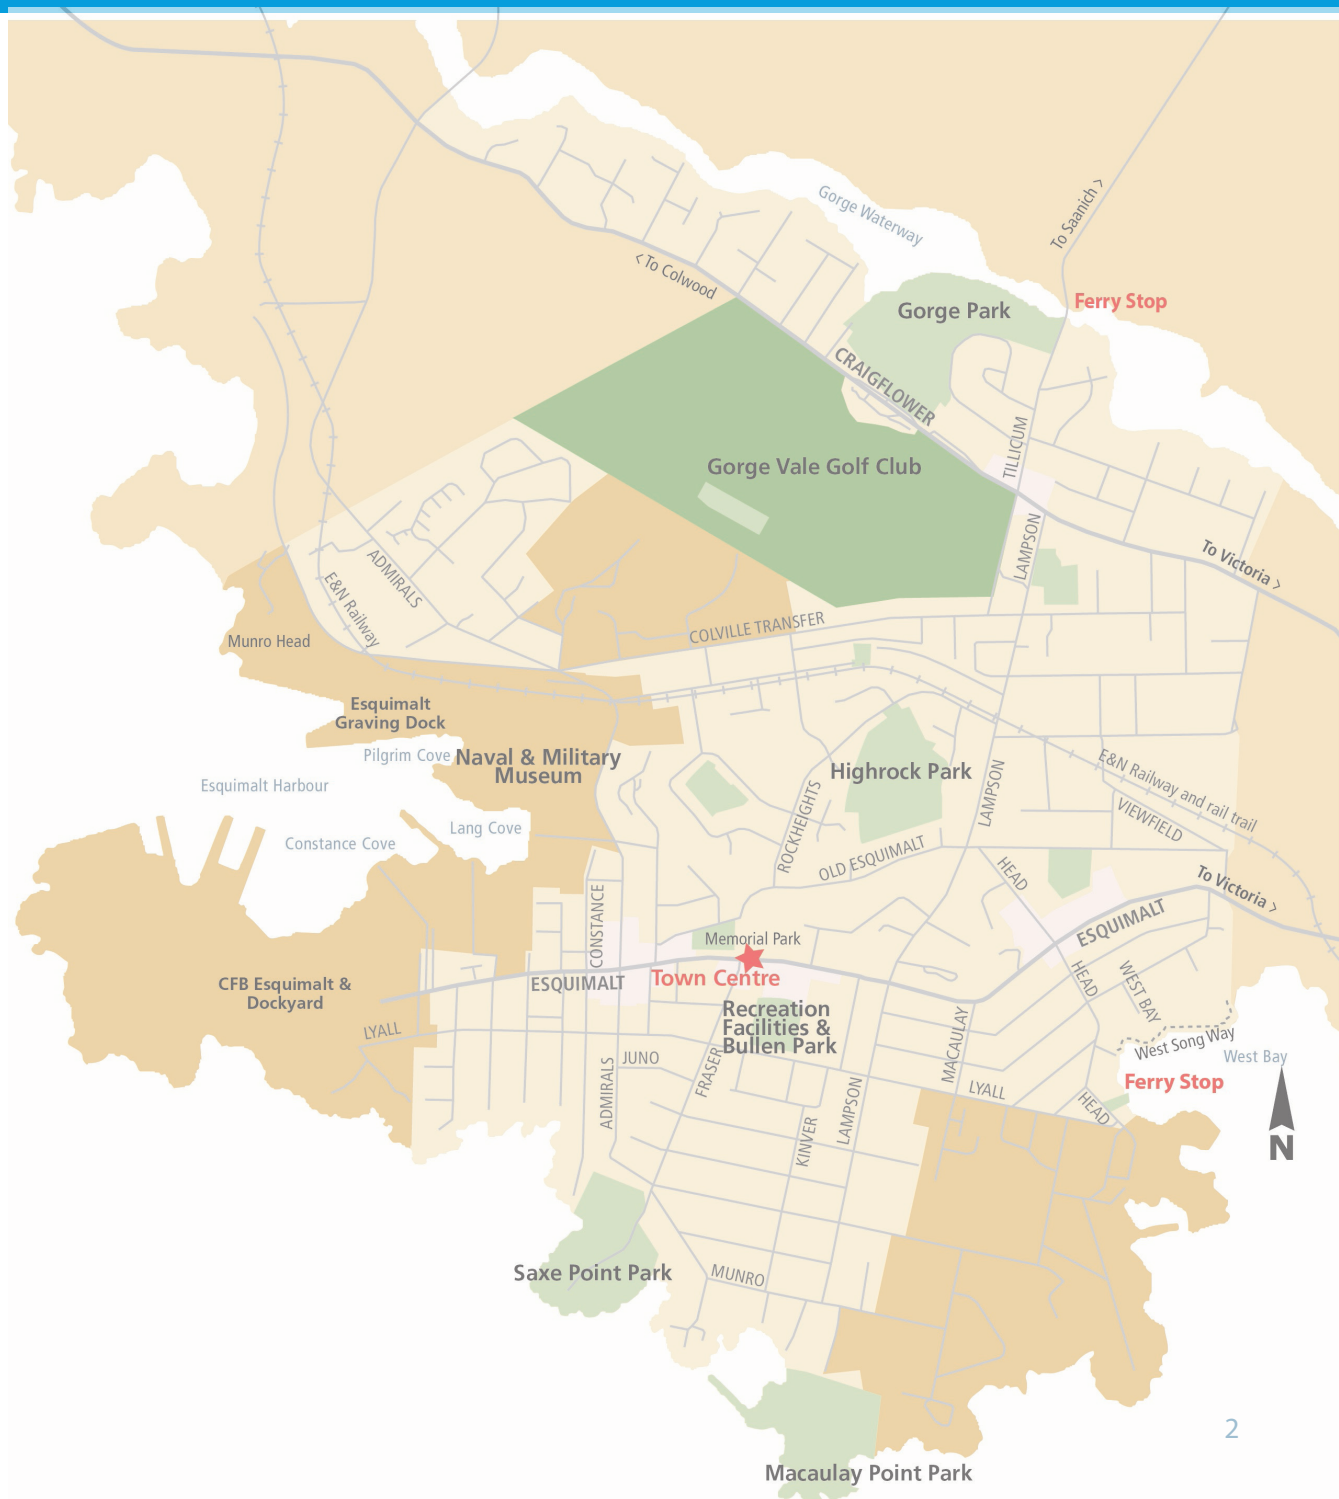 Gorge Waterway
To Saanich >
< To Colwood
Ferry Stop
Gorge Park
CRAIGFLOWER
TILLICUM
Gorge Vale Golf Club
LAMPSON
To Victoria >
ADMIRALS
E&N Railway
COLVILLE TRANSFER
Munro Head
Esquimalt
Graving Dock
Pilgrim Cove
Naval & Military
Museum
Esquimalt Harbour
Highrock Park
E&N Railway and rail trail
LAMPSON
VIEWFIELD
ROCKHEIGHTS
Lang Cove
Constance Cove
OLD ESQUIMALT
HEAD
To Victoria >
CONSTANCE
ESQUIMALT
Memorial Park
Town Centre
ESQUIMALT
CFB Esquimalt &
Dockyard
HEAD
WEST BAY
Recreation
Facilities &
Bullen Park
LYALL
West Song Way
West Bay
JUNO
MACAULAY
FRASER
ADMIRALS
Ferry Stop
LYALL
LAMPSON
HEAD
KINVER
N
Saxe Point Park
MUNRO
2
Macaulay Point Park